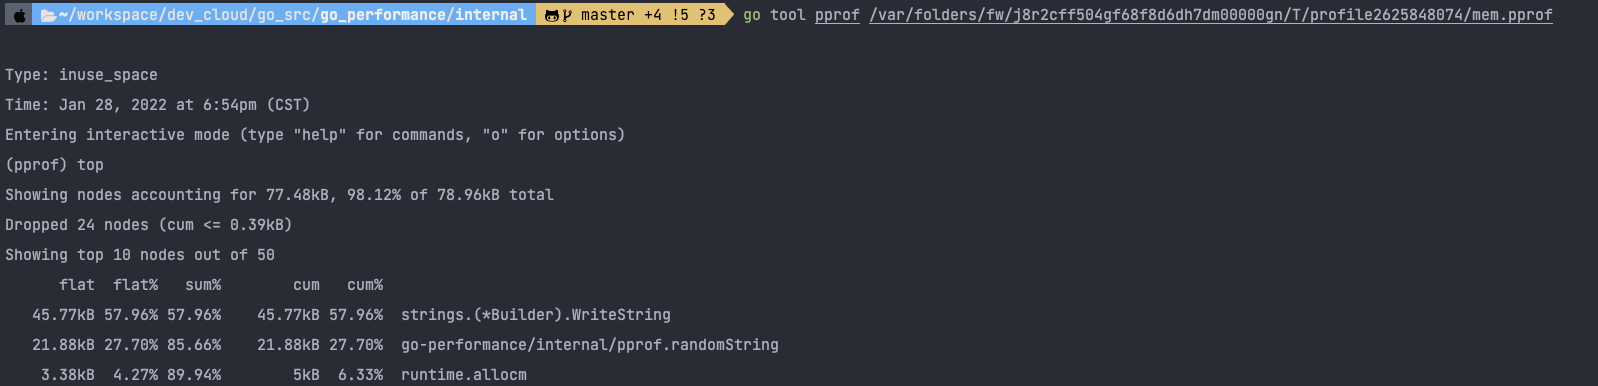 ~/workspace/dev_cloud/go_src/go_performance/internal master +4 !5 ?3 go tool pprof /var/folders/fw/j8r2cff504gf68f8d6dh7dm00000gn/T/profile2625848074/mem.pprof
Type: inuse_space
Time: Jan 28, 2022 at 6:54pm (CST)
Entering interactive mode (type "help" for commands, "o" for options)
(pprof) top
Showing nodes accounting for 77.48kB, 98.12% of 78.96kB total
Dropped 24 nodes (cum <= 0.39kB)
Showing top 10 nodes out of 50
      flat  flat%   sum%        cum   cum%
   45.77kB 57.96% 57.96%    45.77kB 57.96%  strings.(*Builder).WriteString
   21.88kB 27.70% 85.66%    21.88kB 27.70%  go-performance/internal/pprof.randomString
    3.38kB  4.27% 89.94%        5kB  6.33%  runtime.allocm